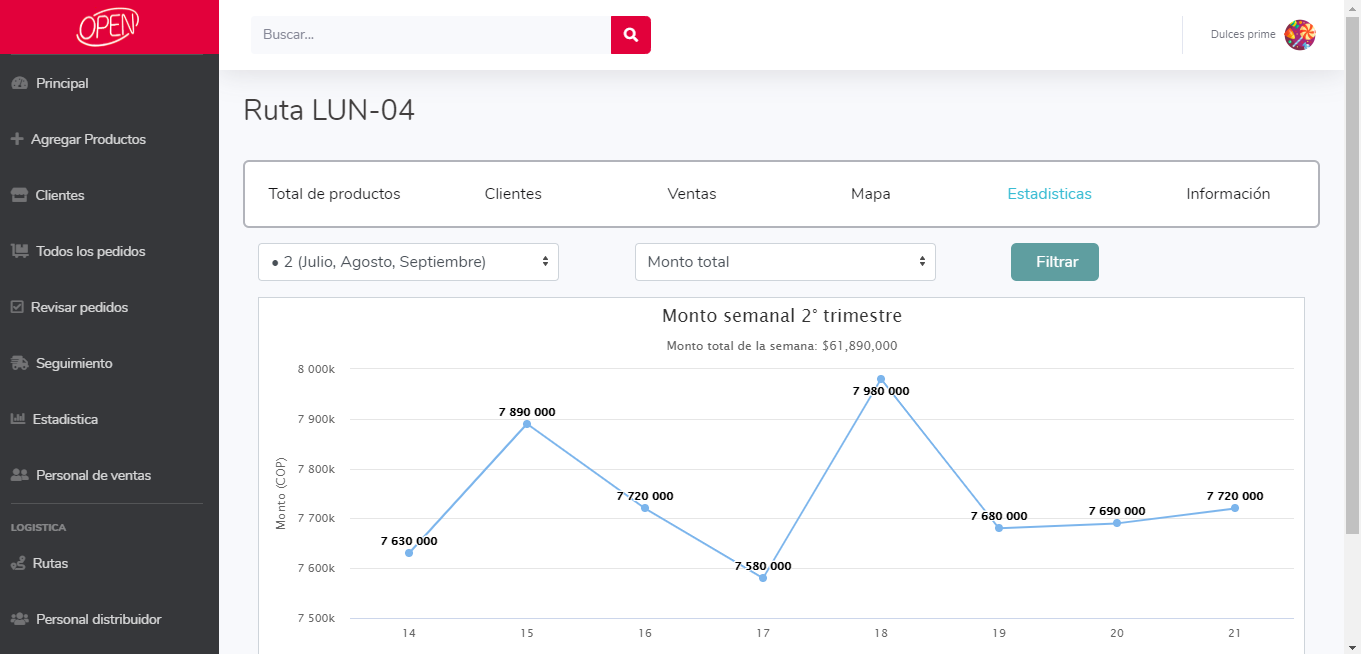 OPEN
Buscar...
Dulces prime
Principal
Agregar Productos
Clientes
Todos los pedidos
Revisar pedidos
Seguimiento
Estadistica
Personal de ventas
LOGISTICA
Rutas
Personal distribuidor
Ruta LUN-04
Total de productos Clientes Ventas Mapa Estadisticas Información
● 2 (Julio, Agosto, Septiembre) Monto total Filtrar
Monto semanal 2° trimestre
Monto total de la semana: $61,890,000
Monto (COP)
8 000k
7 900k
7 800k
7 700k
7 600k
7 500k
7 630 000
7 890 000
7 720 000
7 580 000
7 980 000
7 680 000
7 690 000
7 720 000
14 15 16 17 18 19 20 21